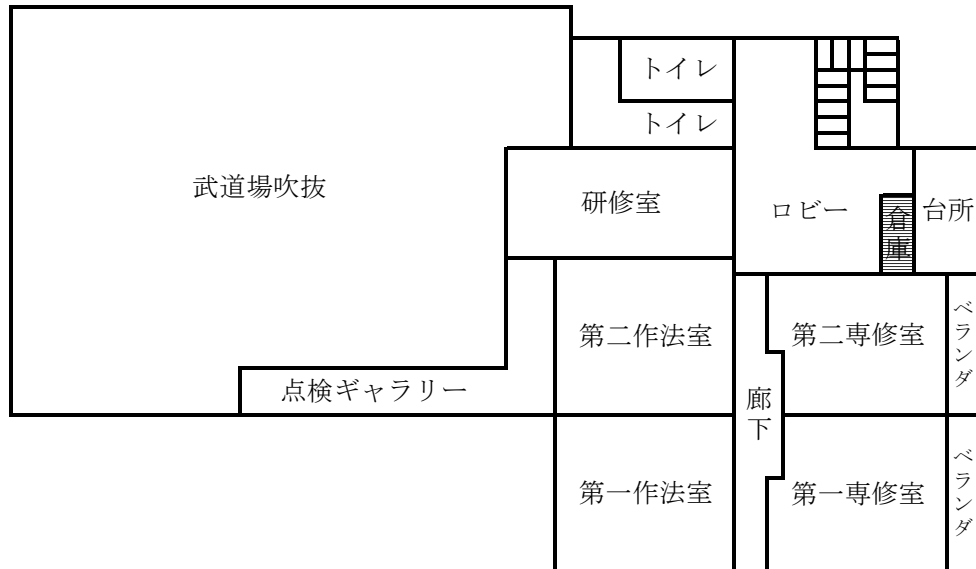 トイレ
トイレ
武道場吹抜
研修室
ロビー
倉庫
台所
第二作法室
第二専修室
ベランダ
点検ギャラリー
廊下
第一作法室
第一専修室
ベランダ